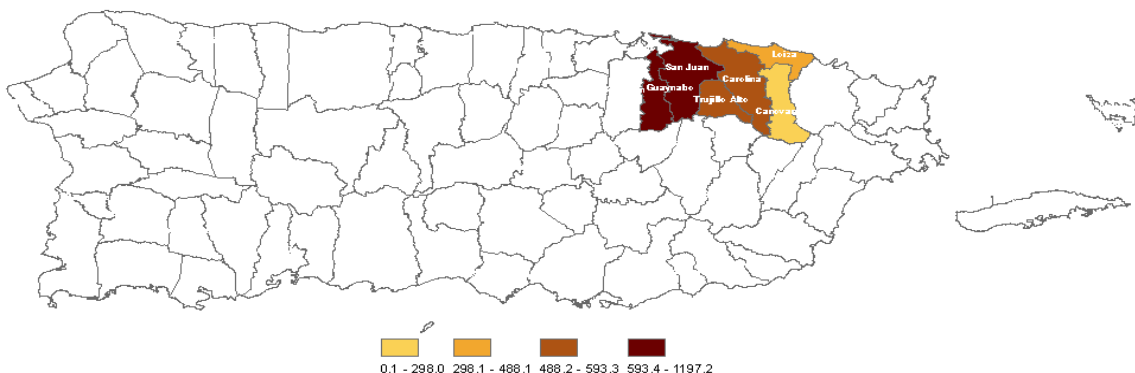 Loiza
San Juan
Carolina
Guaynabo
Trujillo Alto
0.1 - 298.0 298.1 - 488.1 488.2 - 593.3 593.4 - 1197.2